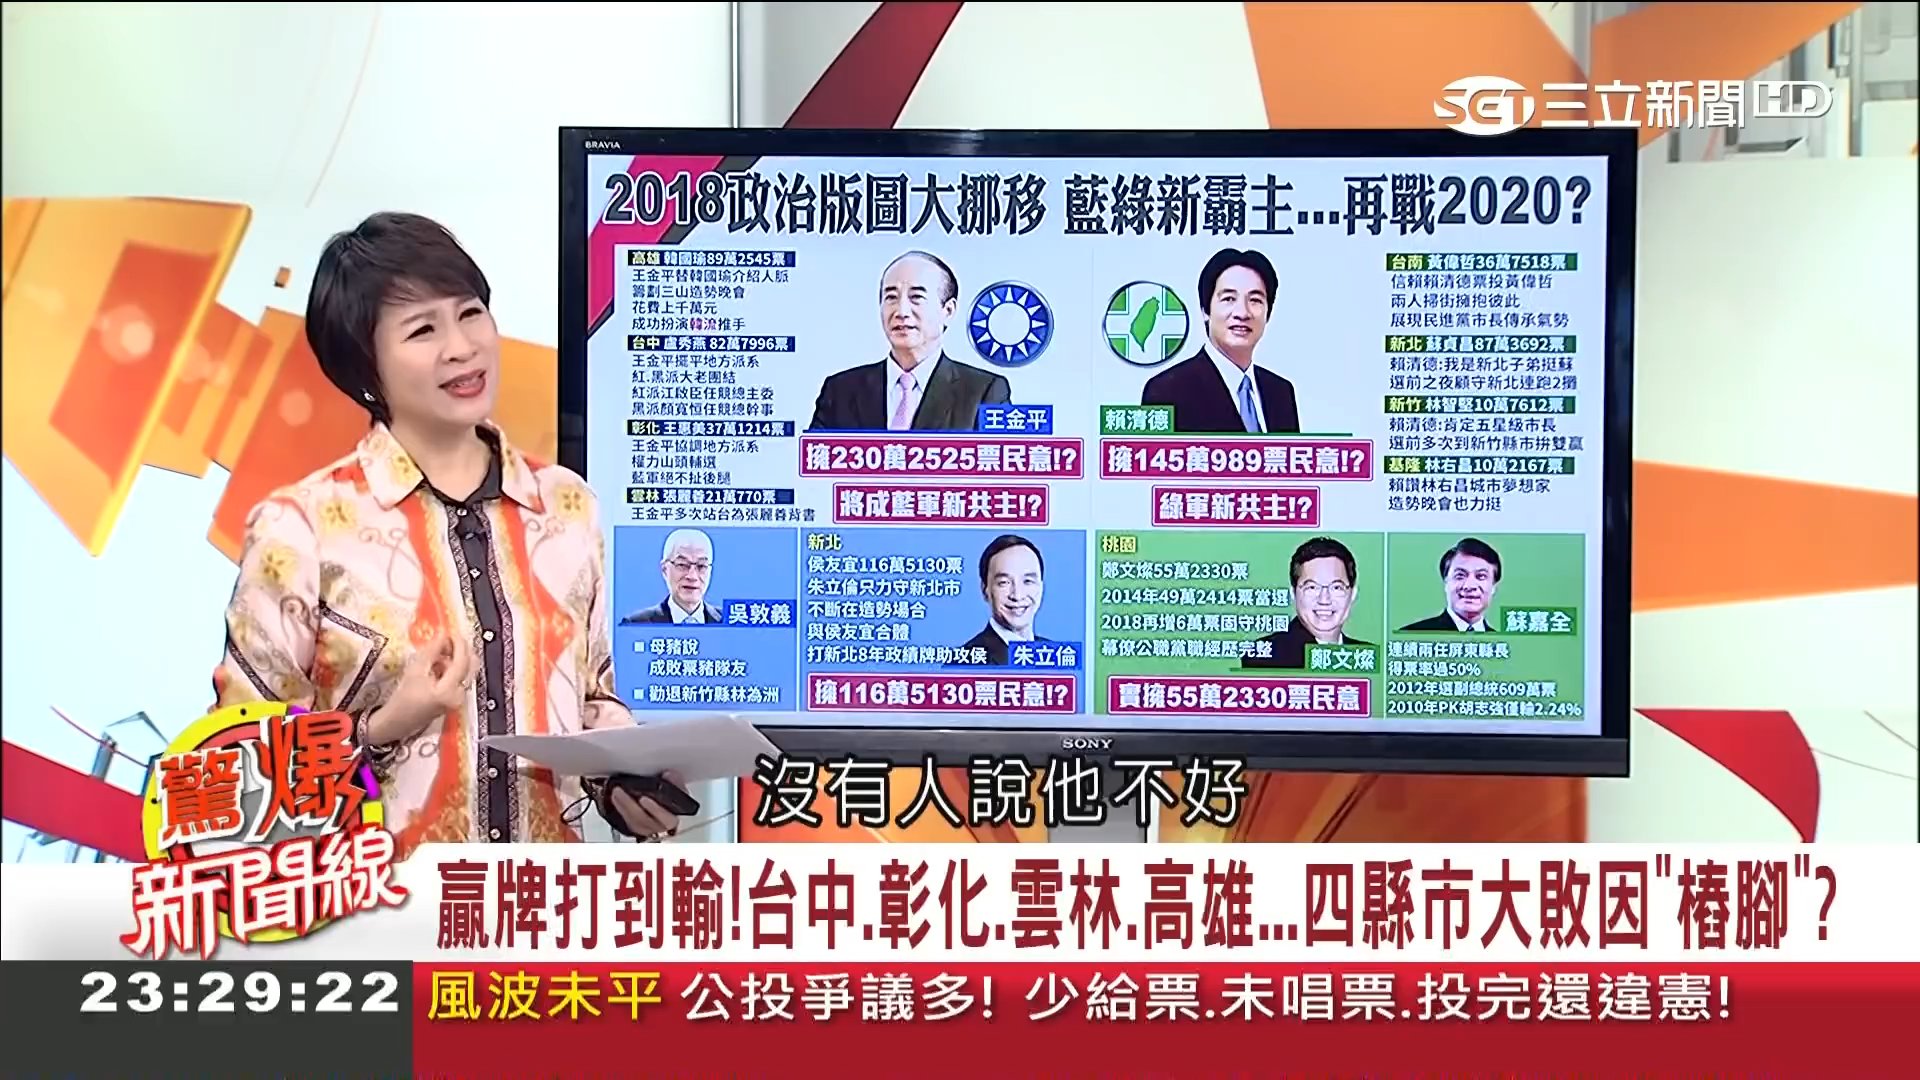 SET三立新聞HD
BRAVIA
2018政治版圖大挪移 藍綠新霸主...再戰2020?
高雄 韓國瑜89萬2545票
王金平替韓國瑜介紹人脈
籌劃三山造勢晚會
花費上千萬元
成功扮演韓流推手
台中 盧秀燕 82萬7996票
王金平擺平地方派系
紅.黑派大老團結
紅派江啟臣任競總主委
黑派顏寬恒任競總幹事
彰化 王惠美37萬1214票
王金平協調地方派系
權力山頭輔選
藍軍絕不扯後腿
雲林 張麗善21萬770票
王金平多次站台為張麗善背書
王金平
擁230萬2525票民意!?
將成藍軍新共主!?
賴清德
擁145萬989票民意!?
綠軍新共主!?
台南 黃偉哲36萬7518票
信賴賴清德票投黃偉哲
兩人掃街擁抱彼此
展現民進黨市長傳承氣勢
新北 蘇貞昌87萬3692票
賴清德:我是新北子弟挺蘇
選前之夜顧守新北連跑2攤
新竹 林智堅10萬7612票
賴清德:肯定五星級市長
選前多次到新竹縣市拚雙贏
基隆 林右昌10萬2167票
賴讚林右昌城市夢想家
造勢晚會也力挺
吳敦義
母豬說
成敗票豬隊友
勸退新竹縣林為洲
新北
侯友宜116萬5130票
朱立倫只力守新北市
不斷在造勢場合
與侯友宜合體
打新北8年政績牌助攻侯
朱立倫
擁116萬5130票民意!?
桃園
鄭文燦55萬2330票
2014年49萬2414票當選
2018再增6萬票固守桃園
幕僚公職黨職經歷完整
鄭文燦
實擁55萬2330票民意
蘇嘉全
連續兩任屏東縣長
得票率過50%
2012年選副總統609萬票
2010年PK胡志強僅輸2.24%
SONY
沒有人說他不好
驚爆
新聞線
贏牌打到輸!台中.彰化.雲林.高雄...四縣市大敗因"樁腳"?
23:29:22
風波未平 公投爭議多! 少給票.未唱票.投完還違憲!